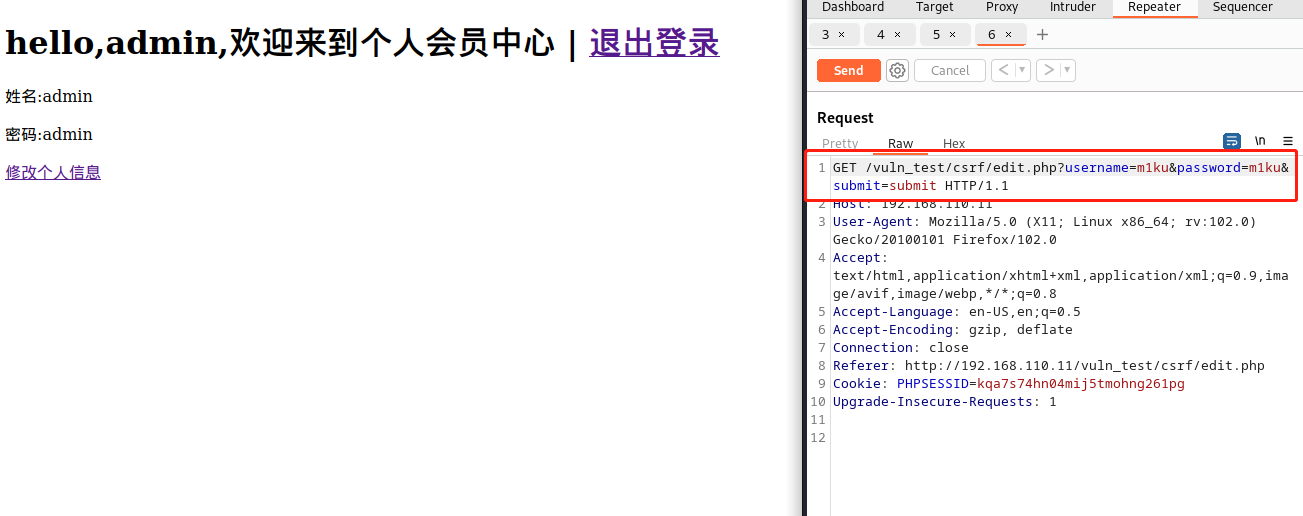 hello,admin,欢迎来到个人会员中心 | 退出登录
姓名:admin
密码:admin
修改个人信息
Dashboard Target Proxy Intruder Repeater Sequencer
3 × 4 × 5 × 6 × +
Send Cancel < ▾ > ▾
Request
Pretty Raw Hex \n ≡
1 GET /vuln_test/csrf/edit.php?username=m1ku&password=m1ku&
submit=submit HTTP/1.1
2 Host: 192.168.110.11
3 User-Agent: Mozilla/5.0 (X11; Linux x86_64; rv:102.0)
Gecko/20100101 Firefox/102.0
4 Accept:
text/html,application/xhtml+xml,application/xml;q=0.9,ima
ge/avif,image/webp,*/*;q=0.8
5 Accept-Language: en-US,en;q=0.5
6 Accept-Encoding: gzip, deflate
7 Connection: close
8 Referer: http://192.168.110.11/vuln_test/csrf/edit.php
9 Cookie: PHPSESSID=kqa7s74hn04mij5tmohng261pg
10 Upgrade-Insecure-Requests: 1
11
12